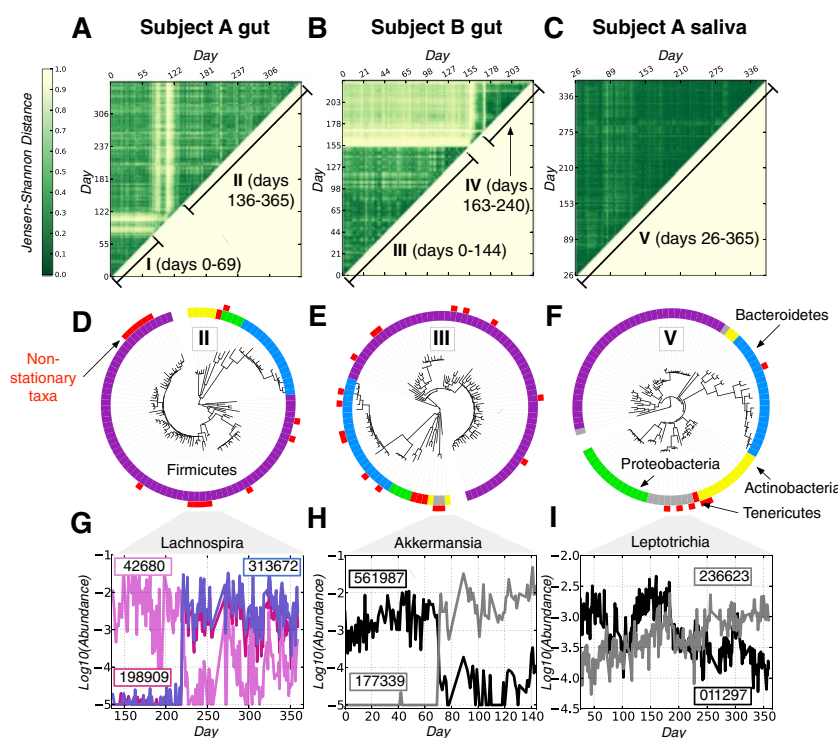 A
Subject A gut
B
Subject B gut
C
Subject A saliva
Day
Day
Day
0 55 122 181 237 306
0 21 44 65 98 127 155 178 203
26 89 153 210 275 336
Jensen-Shannon Distance
1.0
0.9
0.8
0.7
0.6
0.5
0.4
0.3
0.2
0.1
0.0
Day
306
237
181
122
55
0
I (days 0-69)
II (days
136-365)
Day
203
178
155
127
98
65
44
21
0
III (days 0-144)
IV (days
163-240)
Day
336
275
210
153
89
26
V (days 26-365)
D
II
Non-
stationary
taxa
Firmicutes
E
III
F
V
Bacteroidetes
Proteobacteria
Actinobacteria
Tenericutes
G
Lachnospira
42680
313672
198909
Log10(Abundance)
−1
−2
−3
−4
−5
150 200 250 300 350
Day
H
Akkermansia
561987
177339
Log10(Abundance)
−1
−2
−3
−4
−5
0 20 40 60 80 100 120 140
Day
I
Leptotrichia
236623
011297
Log10(Abundance)
−2.0
−2.5
−3.0
−3.5
−4.0
−4.5
50 100 150 200 250 300 350
Day